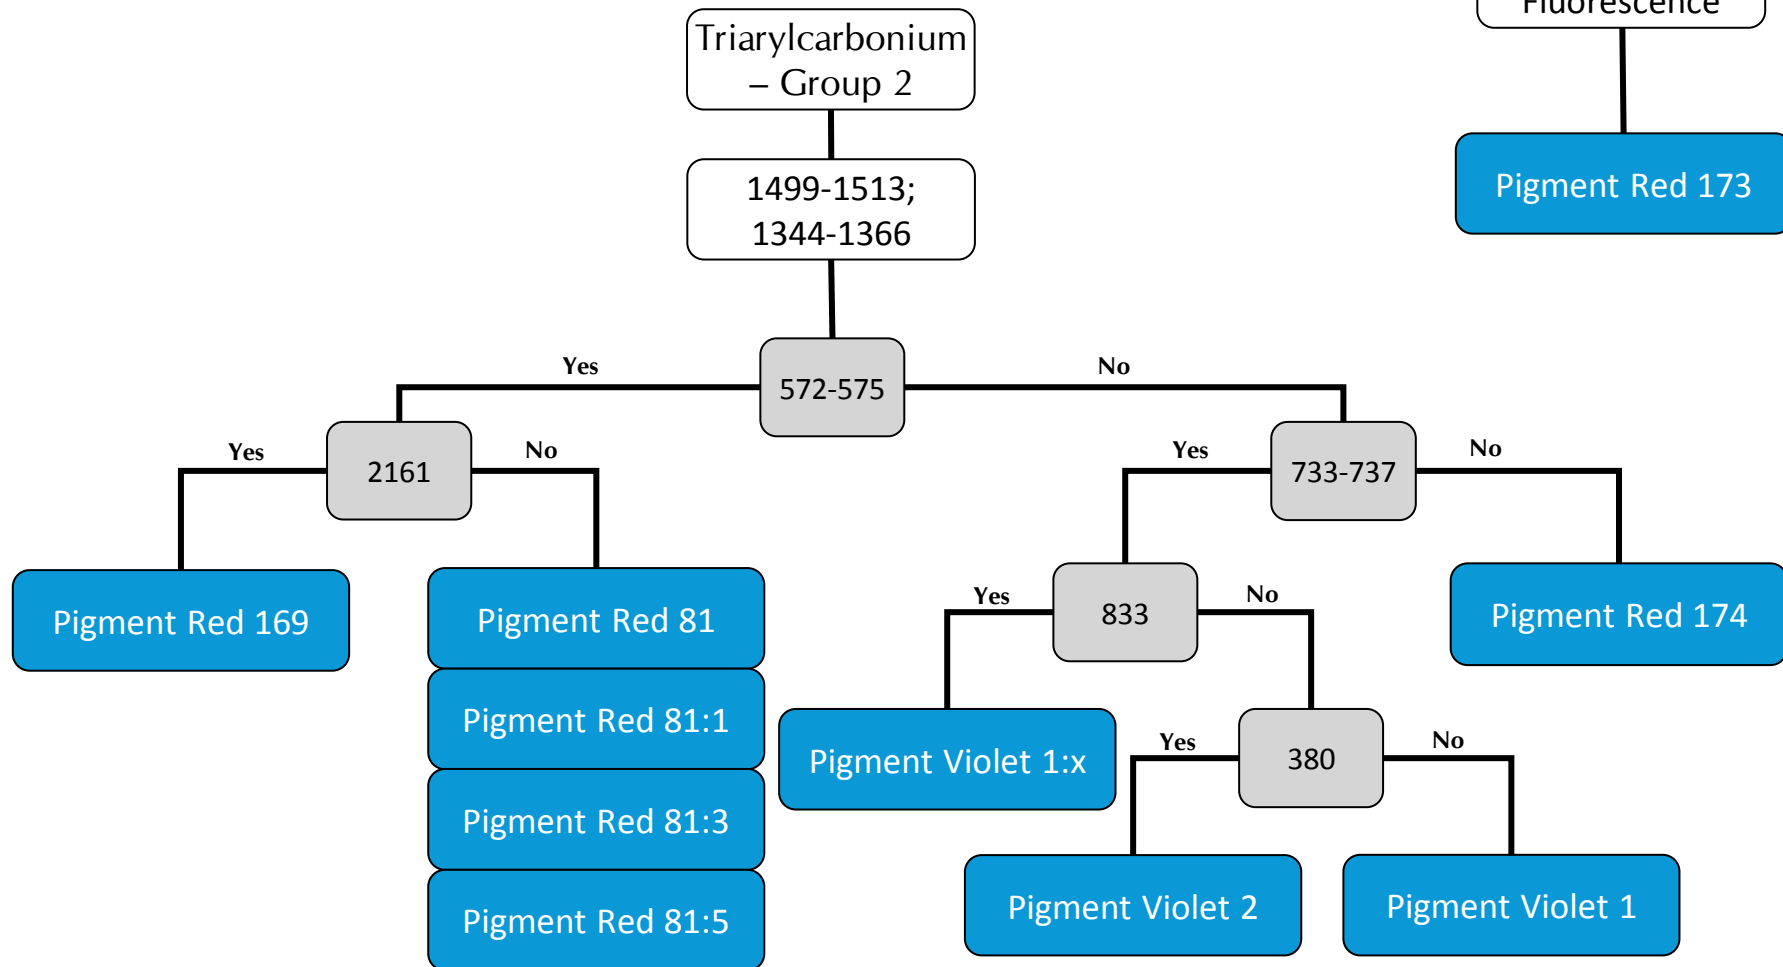 Fluorescence
Triarylcarbonium
– Group 2
1499-1513;
1344-1366
Pigment Red 173
Yes
No
572-575
Yes
No
2161
Yes
No
733-737
Pigment Red 169
Pigment Red 81
Pigment Red 81:1
Pigment Red 81:3
Pigment Red 81:5
Yes
No
833
Pigment Red 174
Pigment Violet 1:x
Yes
No
380
Pigment Violet 2
Pigment Violet 1